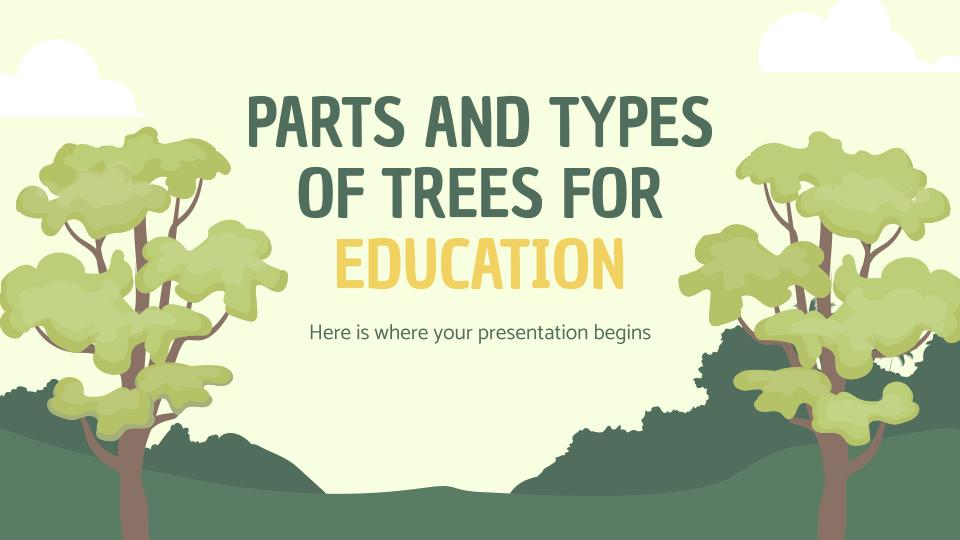 PARTS AND TYPES
OF TREES FOR
EDUCATION
Here is where your presentation begins